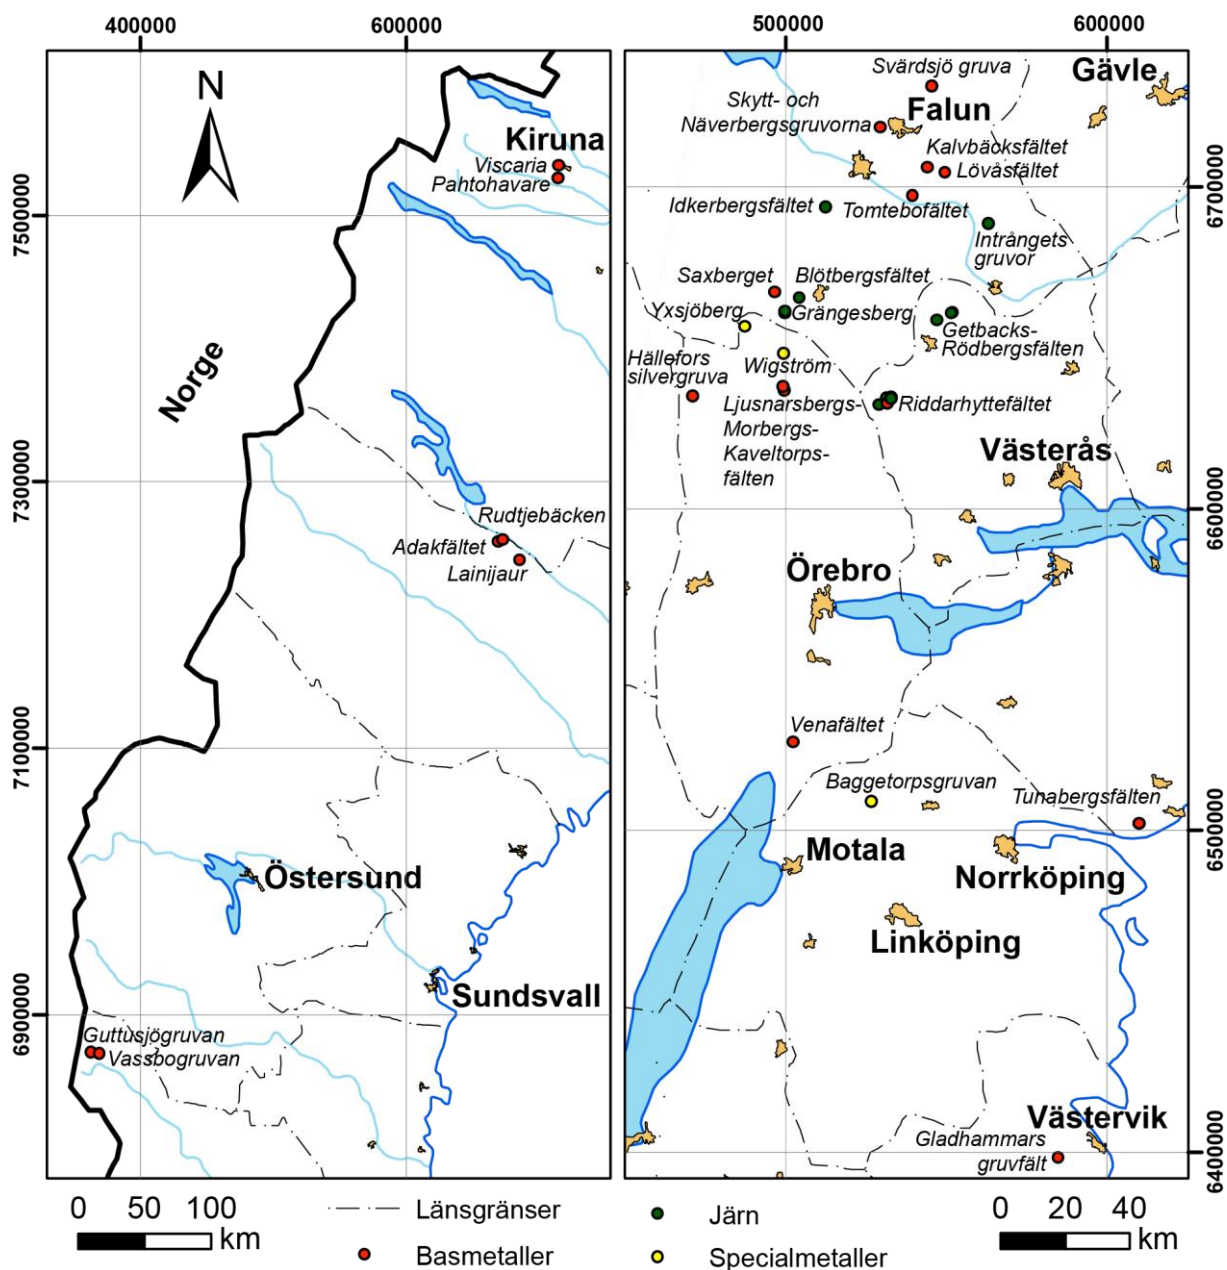 400000
600000
500000
600000
N
Kiruna
Viscaria
Pahtohavare
7500000
Norge
7300000
Rudtjebäcken
Adakfältet
Lainijaur
7100000
Östersund
Sundsvall
6900000
Guttusjögruvan
Vassbogruvan
Svärdsjö gruva
Gävle
Skytt- och
Näverbergsgruvorna
Falun
Kalvbäcksfältet
Lövåsfältet
6700000
Idkerbergsfältet
Tomtebofältet
Intrångets
gruvor
Saxberget
Blötbergsfältet
Yxsjöberg
Grängesberg
Getbacks-
Rödbergsfälten
Hällefors
silvergruva
Wigström
Ljusnarsbergs-
Morbergs-
Kaveltorps-
fälten
Riddarhyttefältet
Västerås
6600000
Örebro
Venafältet
Baggetorpsgruvan
Tunabergsfälten
6500000
Motala
Norrköping
Linköping
Västervik
Gladhammars
gruvfält
6400000
0 50 100
km
Länsgränser
Basmetaller
Järn
Specialmetaller
0 20 40
km